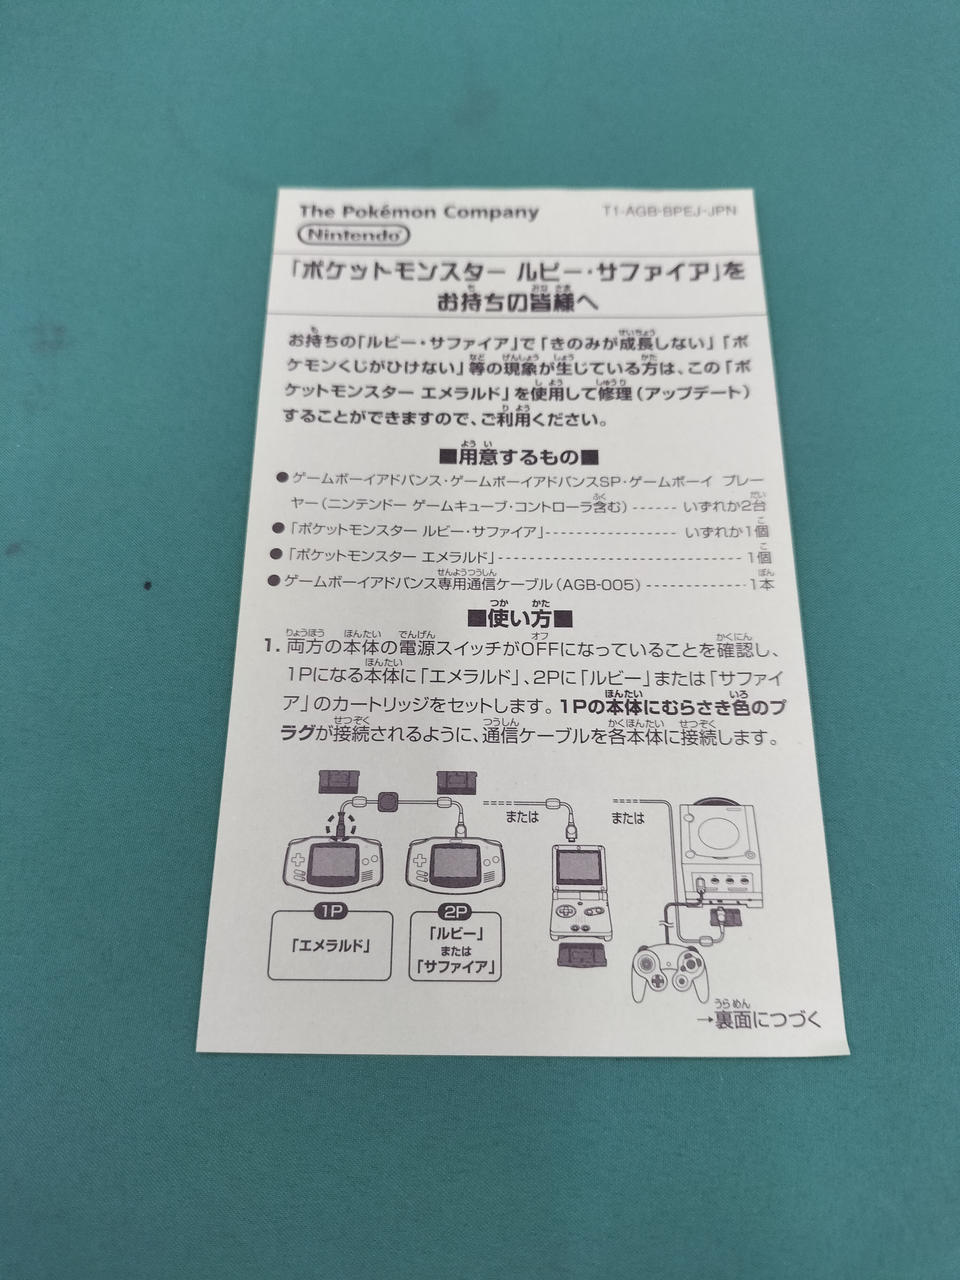 The Pokémon Company
T1-AGB-BPEJ-JPN
Nintendo
「ポケットモンスター ルビー・サファイア」を
お持ちの皆様へ
お持ちの「ルビー・サファイア」で「きのみが成長しない」「ポ
ケモンくじがひけない」等の現象が生じている方は、この「ポ
ケットモンスター エメラルド」を使用して修理(アップデート)
することができますので、ご利用ください。
■用意するもの■
●ゲームボーイアドバンス・ゲームボーイアドバンスSP・ゲームボーイ プレー
ヤー(ニンテンドー ゲームキューブ・コントローラ含む)------いずれか2台
●「ポケットモンスター ルビー・サファイア」------------------いずれか1個
●「ポケットモンスター エメラルド」--------------------------------1個
●ゲームボーイアドバンス専用通信ケーブル(AGB-005)-------------1本
■使い方■
1. 両方の本体の電源スイッチがOFFになっていることを確認し、
1Pになる本体に「エメラルド」、2Pに「ルビー」または「サファイ
ア」のカートリッジをセットします。1Pの本体にむらさき色のプ
ラグが接続されるように、通信ケーブルを各本体に接続します。
または
または
1P
2P
「エメラルド」
「ルビー」
または
「サファイア」
→裏面につづく